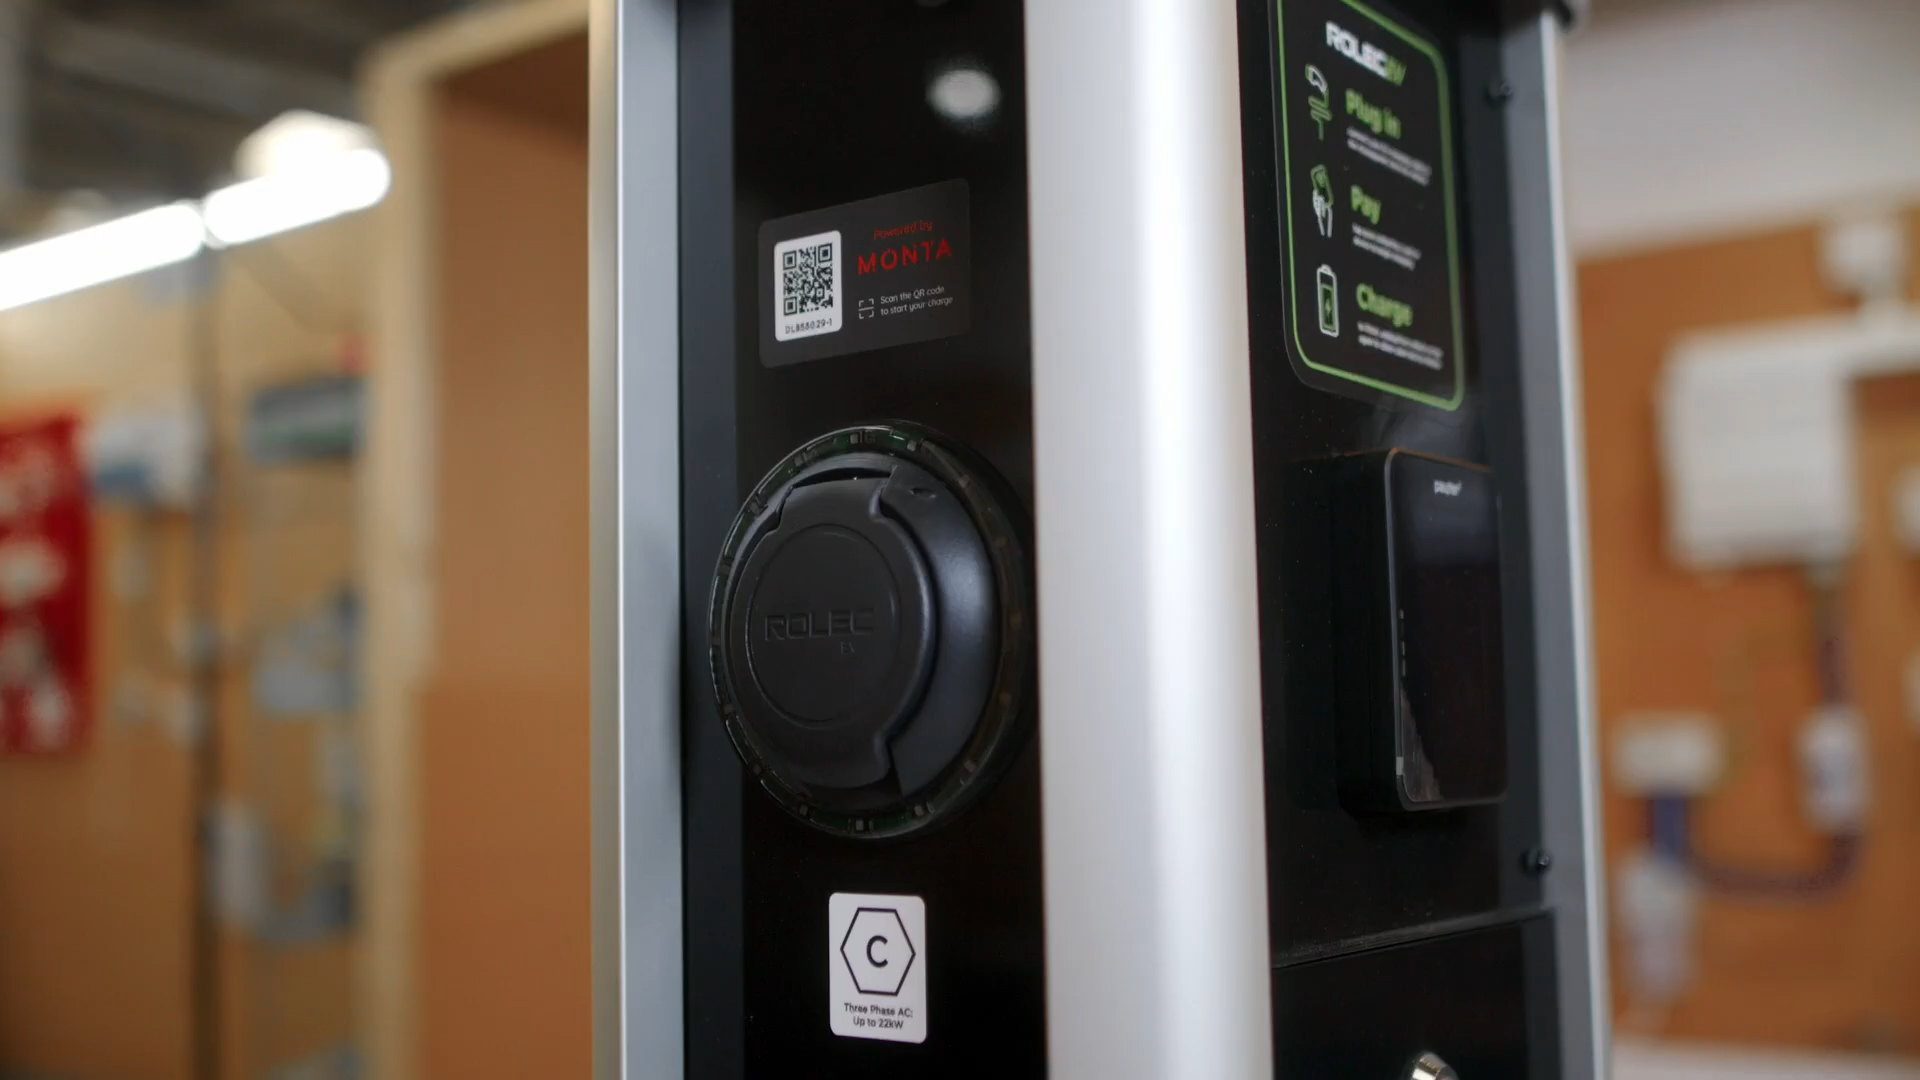 Powered by
MONTA
Scan the QR code
to start your charge
DL858029-1
ROLEC
EV
C
Three Phase AC:
Up to 22kW
ROLEC EV
Plug in
Pay
Charge